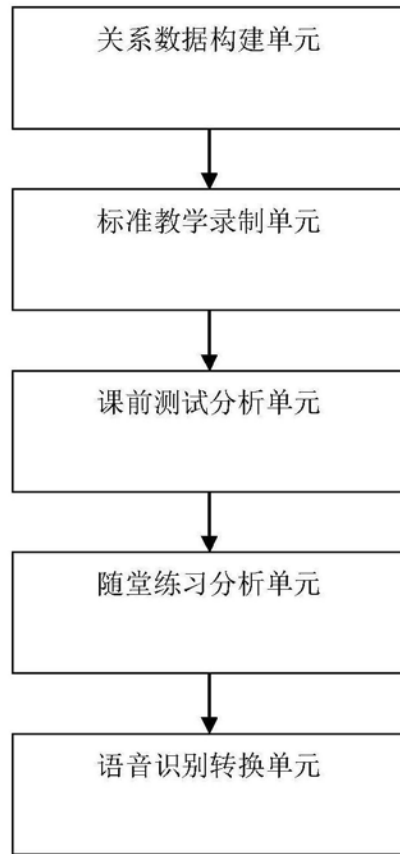 关系数据构建单元
标准教学录制单元
课前测试分析单元
随堂练习分析单元
语音识别转换单元